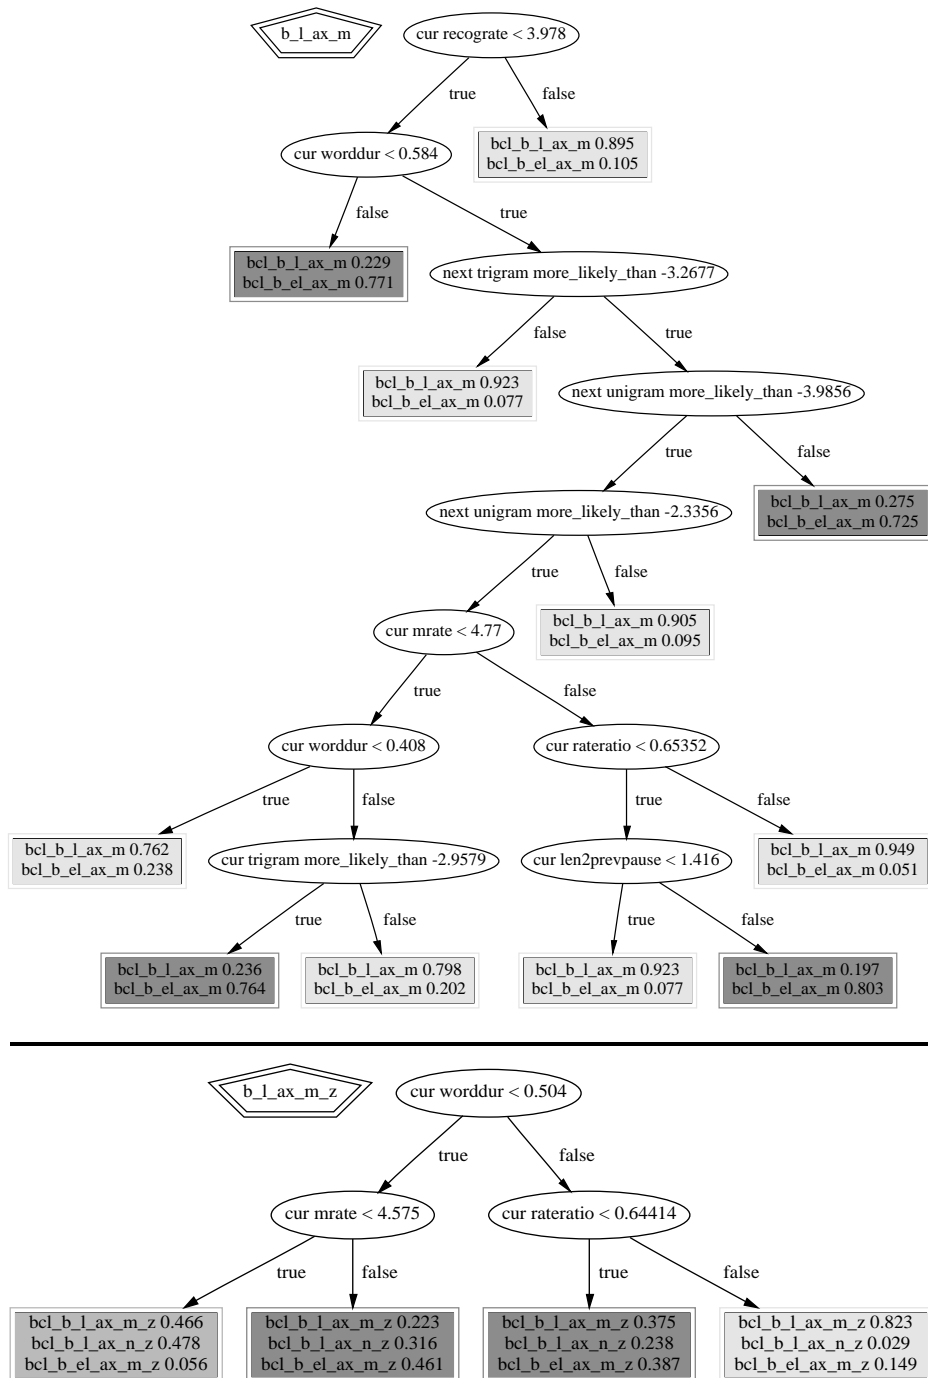 b_l_ax_m
cur recograte < 3.978
true
false
bcl_b_l_ax_m 0.895
bcl_b_el_ax_m 0.105
cur worddur < 0.584
false
true
bcl_b_l_ax_m 0.229
bcl_b_el_ax_m 0.771
next trigram more_likely_than -3.2677
false
true
bcl_b_l_ax_m 0.923
bcl_b_el_ax_m 0.077
next unigram more_likely_than -3.9856
true
false
bcl_b_l_ax_m 0.275
bcl_b_el_ax_m 0.725
next unigram more_likely_than -2.3356
true
false
bcl_b_l_ax_m 0.905
bcl_b_el_ax_m 0.095
cur mrate < 4.77
true
false
cur worddur < 0.408
cur rateratio < 0.65352
true
false
true
false
bcl_b_l_ax_m 0.762
bcl_b_el_ax_m 0.238
cur trigram more_likely_than -2.9579
cur len2prevpause < 1.416
bcl_b_l_ax_m 0.949
bcl_b_el_ax_m 0.051
true
false
true
false
bcl_b_l_ax_m 0.236
bcl_b_el_ax_m 0.764
bcl_b_l_ax_m 0.798
bcl_b_el_ax_m 0.202
bcl_b_l_ax_m 0.923
bcl_b_el_ax_m 0.077
bcl_b_l_ax_m 0.197
bcl_b_el_ax_m 0.803
b_l_ax_m_z
cur worddur < 0.504
true
false
cur mrate < 4.575
cur rateratio < 0.64414
true
false
true
false
bcl_b_l_ax_m_z 0.466
bcl_b_l_ax_n_z 0.478
bcl_b_el_ax_m_z 0.056
bcl_b_l_ax_m_z 0.223
bcl_b_l_ax_n_z 0.316
bcl_b_el_ax_m_z 0.461
bcl_b_l_ax_m_z 0.375
bcl_b_l_ax_n_z 0.238
bcl_b_el_ax_m_z 0.387
bcl_b_l_ax_m_z 0.823
bcl_b_l_ax_n_z 0.029
bcl_b_el_ax_m_z 0.149